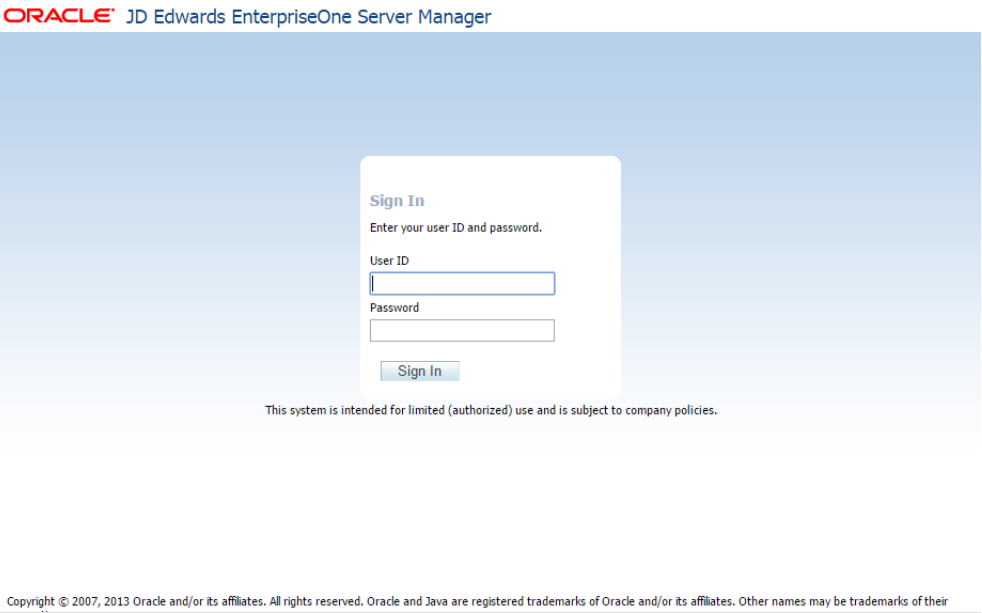 ORACLE JD Edwards EnterpriseOne Server Manager
Sign In
Enter your user ID and password.
User ID
Password
Sign In
This system is intended for limited (authorized) use and is subject to company policies.
Copyright © 2007, 2013 Oracle and/or its affiliates. All rights reserved. Oracle and Java are registered trademarks of Oracle and/or its affiliates. Other names may be trademarks of their